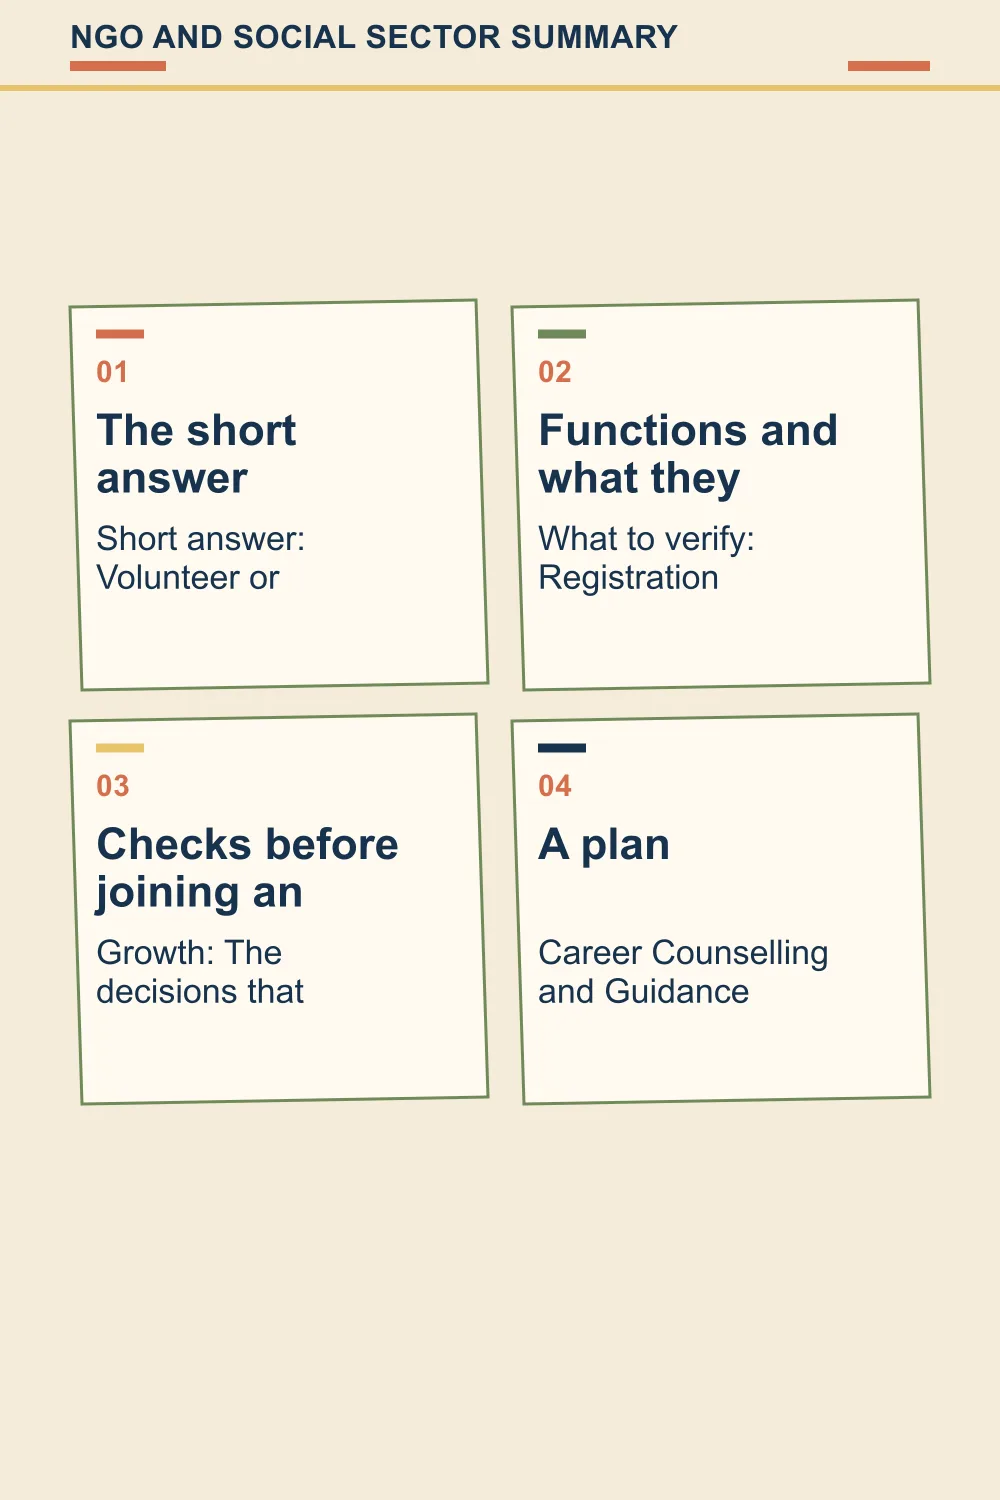 NGO AND SOCIAL SECTOR SUMMARY
01
The short
answer
Short answer:
Volunteer or
02
Functions and
what they
What to verify:
Registration
03
Checks before
joining an
Growth: The
decisions that
04
A plan
Career Counselling
and Guidance